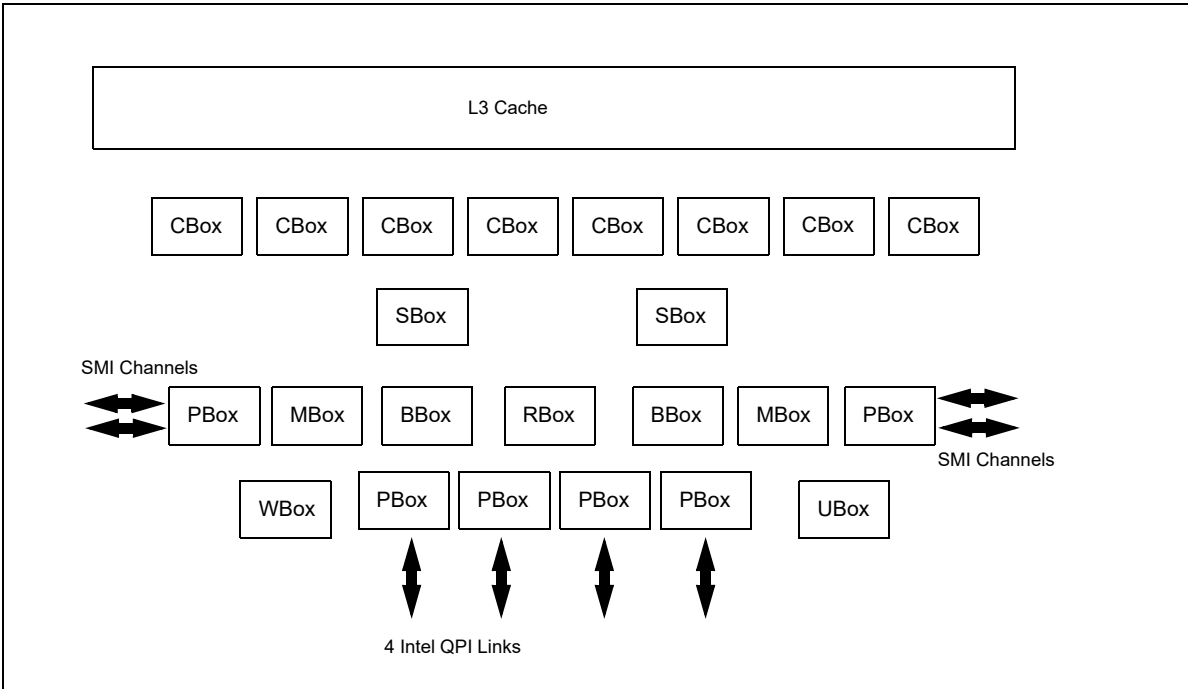 L3 Cache
CBox CBox CBox CBox CBox CBox CBox CBox
SBox SBox
SMI Channels
PBox MBox BBox RBox BBox MBox PBox
SMI Channels
WBox PBox PBox PBox PBox UBox
4 Intel QPI Links